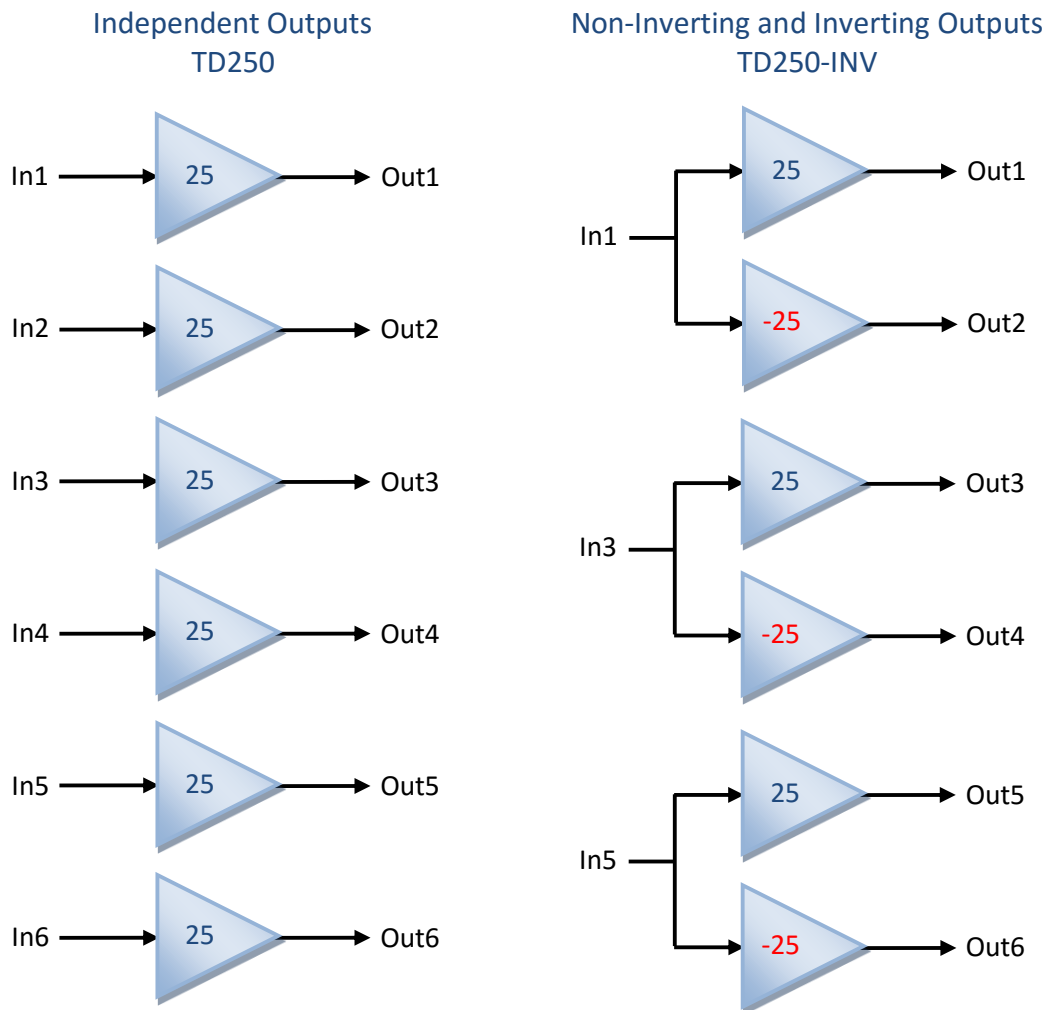 Independent Outputs
TD250
In1
25
Out1
In2
25
Out2
In3
25
Out3
In4
25
Out4
In5
25
Out5
In6
25
Out6
Non-Inverting and Inverting Outputs
TD250-INV
In1
25
Out1
-25
Out2
In3
25
Out3
-25
Out4
In5
25
Out5
-25
Out6